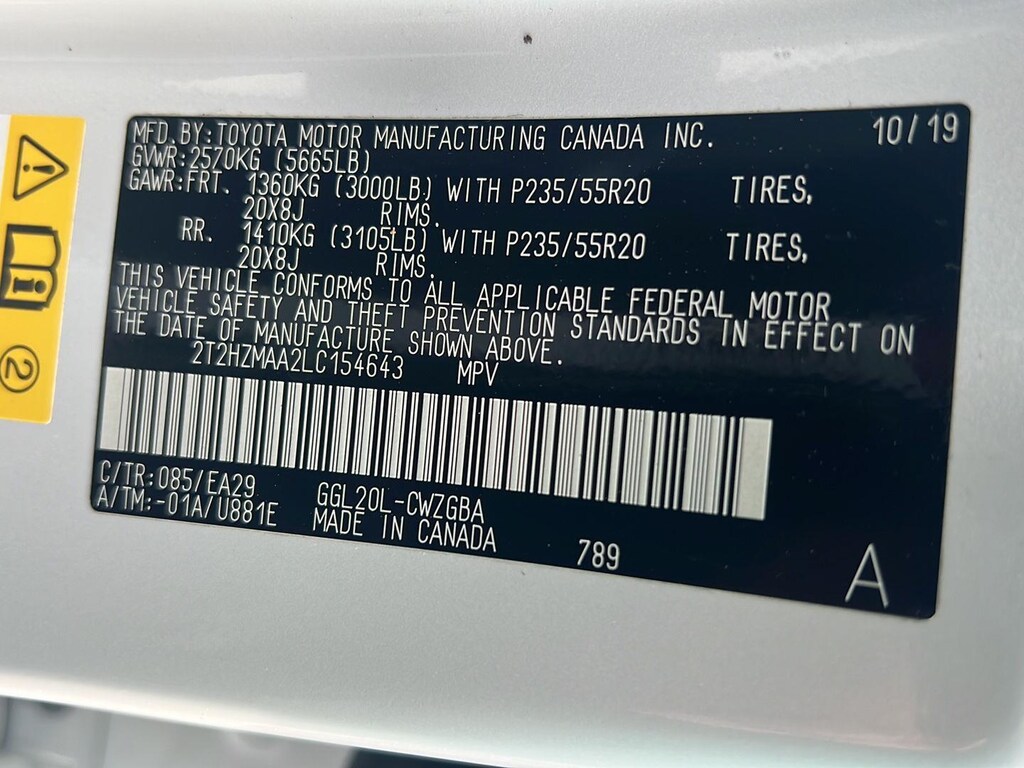 MFD. BY: TOYOTA MOTOR MANUFACTURING CANADA INC. 10/19
GVWR: 2570KG (5665LB)
GAWR: FRT. 1360KG (3000LB) WITH P235/55R20 TIRES,
20X8J RIMS.
RR. 1410KG (3105LB) WITH P235/55R20 TIRES,
20X8J RIMS.
THIS VEHICLE CONFORMS TO ALL APPLICABLE FEDERAL MOTOR
VEHICLE SAFETY AND THEFT PREVENTION STANDARDS IN EFFECT ON
THE DATE OF MANUFACTURE SHOWN ABOVE.
2T2HZMAA2LC154643 MPV
C/TR: 085/EA29 GGL20L-CWZGBA
A/TM: -01A/U881E MADE IN CANADA 789
A
2